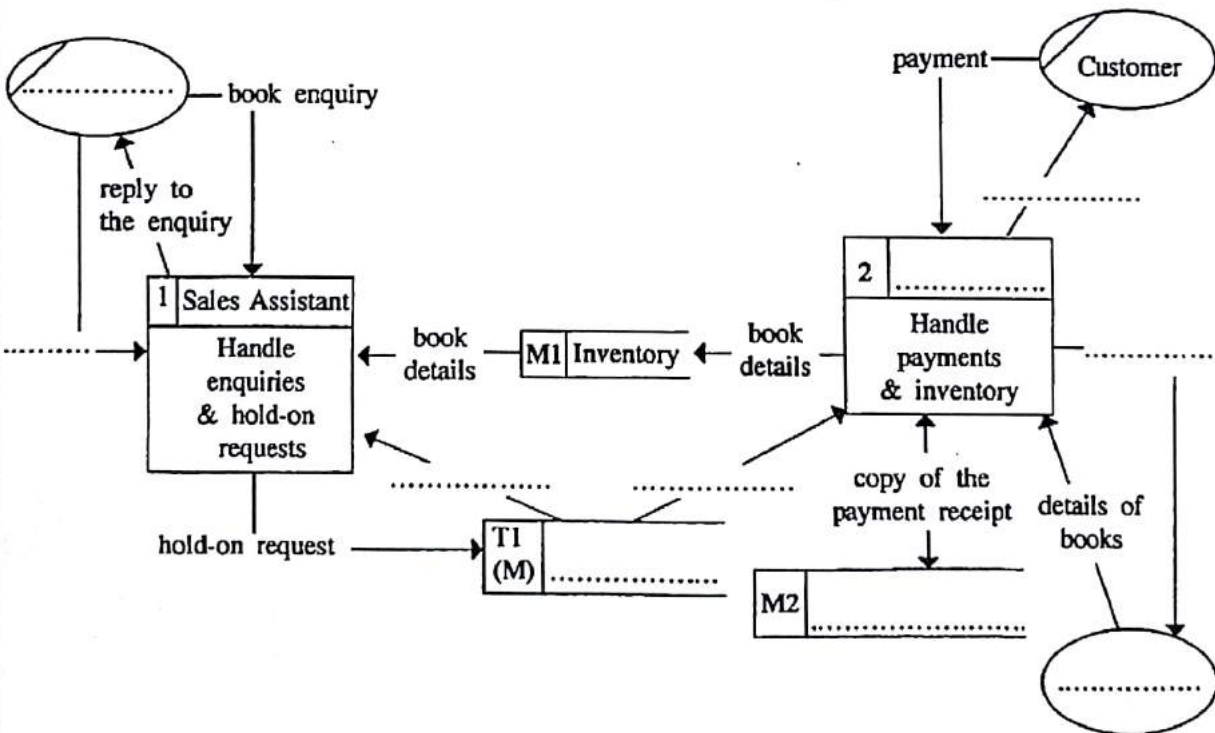 payment
Customer
....................
book enquiry
reply to
the enquiry
....................
1 Sales Assistant
2 ....................
............
Handle
enquiries
& hold-on
requests
book
details
M1 Inventory
book
details
Handle
payments
& inventory
................
....................
....................
copy of the
payment receipt
details of
books
hold-on request
T1
(M) ....................
M2 ....................
....................